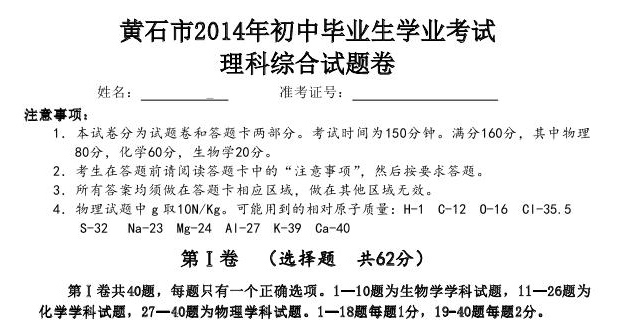 黄石市2014年初中毕业生学业考试
理科综合试题卷
姓名： 准考证号：
注意事项：
1．本试卷分为试题卷和答题卡两部分。考试时间为150分钟。满分160分，其中物理
80分，化学60分，生物学20分。
2．考生在答题前请阅读答题卡中的“注意事项”，然后按要求答题。
3．所有答案均须做在答题卡相应区域，做在其他区域无效。
4．物理试题中 g 取10N/Kg。可能用到的相对原子质量：H-1 C-12 O-16 Cl-35.5
S-32 Na-23 Mg-24 Al-27 K-39 Ca-40
第Ⅰ卷 （选择题 共62分）
第Ⅰ卷共40题，每题只有一个正确选项。1—10题为生物学学科试题，11—26题为
化学学科试题，27—40题为物理学科试题。1—18题每题1分，19-40题每题2分。